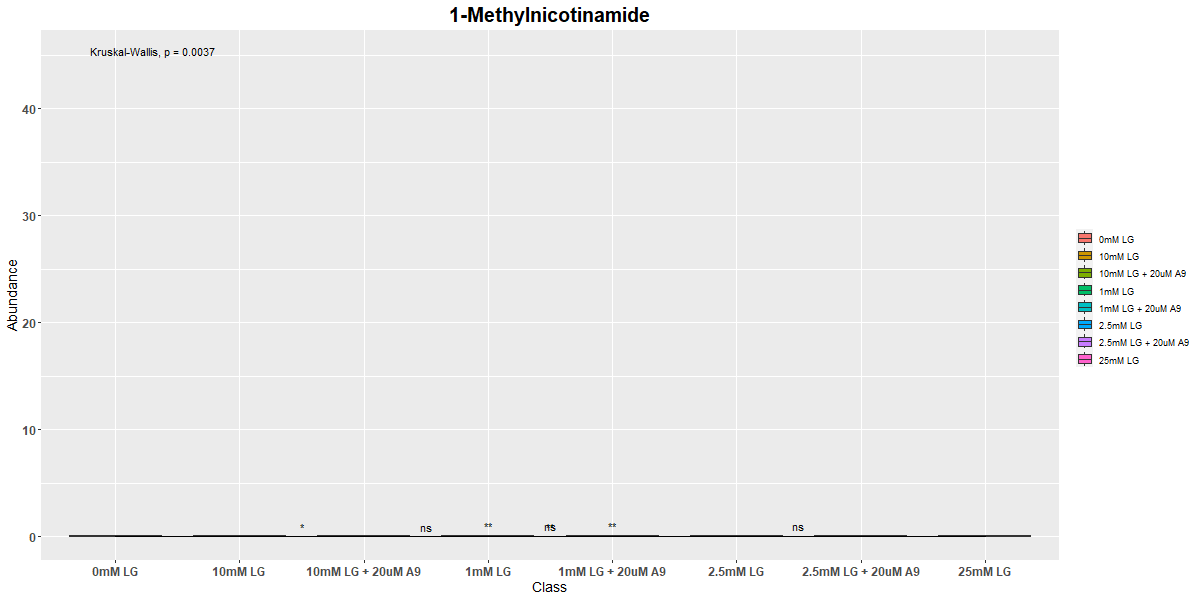 1-Methylnicotinamide
Kruskal-Wallis, p = 0.0037
Abundance
40
30
20
10
0
* ns ** ns ** ns
0mM LG 10mM LG 10mM LG + 20uM A9 1mM LG 1mM LG + 20uM A9 2.5mM LG 2.5mM LG + 20uM A9 25mM LG
Class
0mM LG
10mM LG
10mM LG + 20uM A9
1mM LG
1mM LG + 20uM A9
2.5mM LG
2.5mM LG + 20uM A9
25mM LG